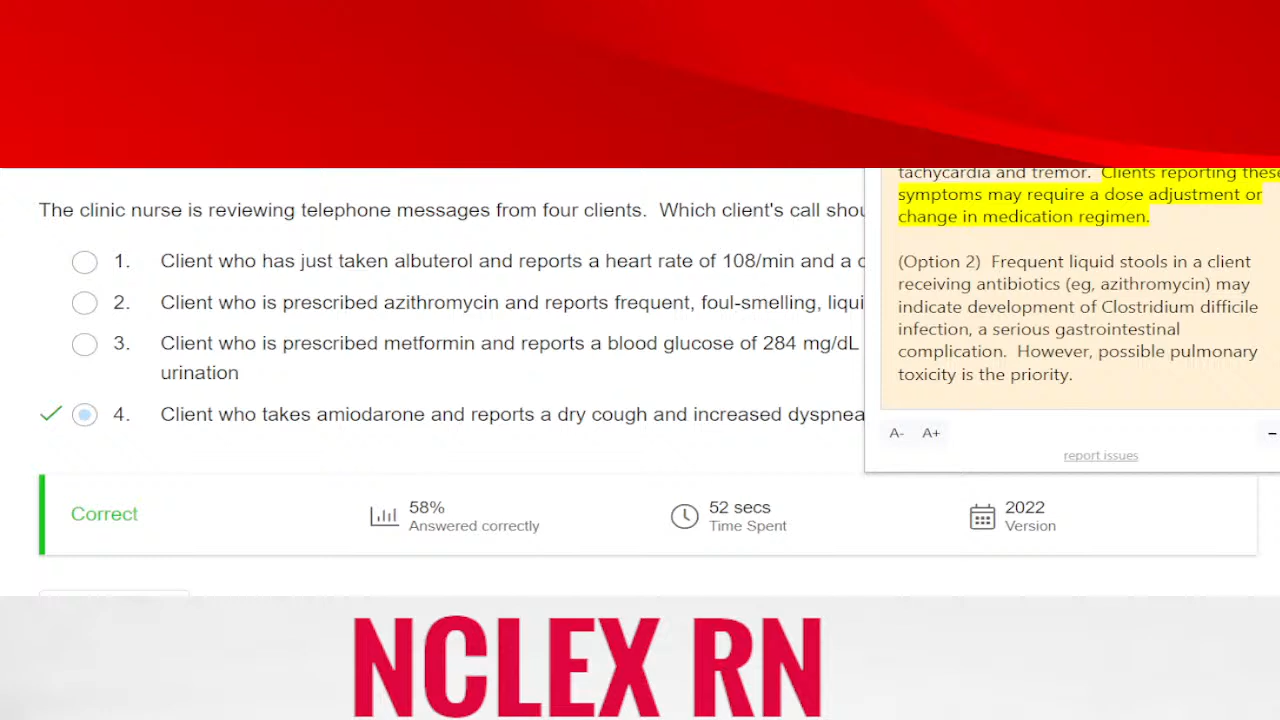 The clinic nurse is reviewing telephone messages from four clients. Which client's call shou
1. Client who has just taken albuterol and reports a heart rate of 108/min and a
2. Client who is prescribed azithromycin and reports frequent, foul-smelling, liqui
3. Client who is prescribed metformin and reports a blood glucose of 284 mg/dL
urination
4. Client who takes amiodarone and reports a dry cough and increased dyspnea
tachycardia and tremor. Clients reporting these
symptoms may require a dose adjustment or
change in medication regimen.
(Option 2) Frequent liquid stools in a client
receiving antibiotics (eg, azithromycin) may
indicate development of Clostridium difficile
infection, a serious gastrointestinal
complication. However, possible pulmonary
toxicity is the priority.
A- A+
report issues
Correct
58%
Answered correctly
52 secs
Time Spent
2022
Version
NCLEX RN